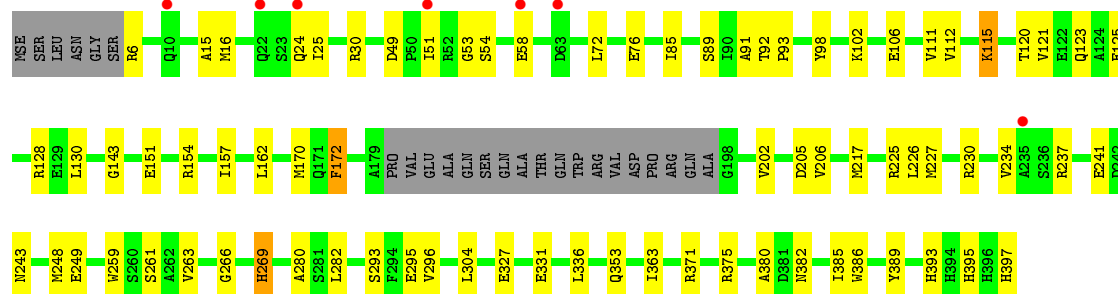 MSE SER LEU ASN GLY SER R6 Q10 A15 M16 Q22 S23 Q24 I25 R30 D49 P50 I51 R52 G53 S54 E58 D63 L72 E76 I85 S89 I90 A91 T92 P93 Y98 K102 E106 V111 V112 K115 T120 V121 E122 Q123 A124
R128 E129 L130 G143 E151 R154 I157 L162 M170 Q171 F172 A179 PRO VAL GLU ALA GLN SER GLN ALA THR GLN TRP ARG VAL ASP PRO ARG GLN ALA G198 V202 D205 V206 M217 R225 L226 M227 R230 V234 A235 S236 R237 E241
N243 M248 E249 W259 S260 S261 A262 V263 G266 H269 A280 S281 L282 S293 F294 E295 V296 L304 E327 E331 L336 Q353 I363 R371 R375 A380 D381 N382 I385 W386 Y389 H393 H394 H395 H396 H397